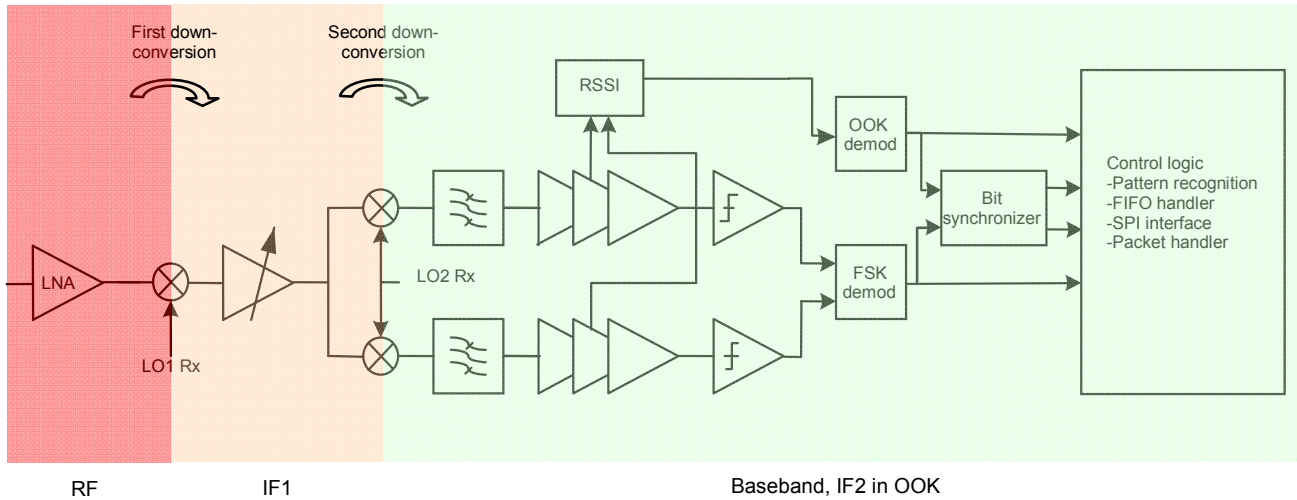 First down-
conversion
Second down-
conversion
RSSI
OOK
demod
Control logic
-Pattern recognition
-FIFO handler
-SPI interface
-Packet handler
Bit
synchronizer
LNA
LO2 Rx
FSK
demod
LO1 Rx
RF
IF1
Baseband, IF2 in OOK